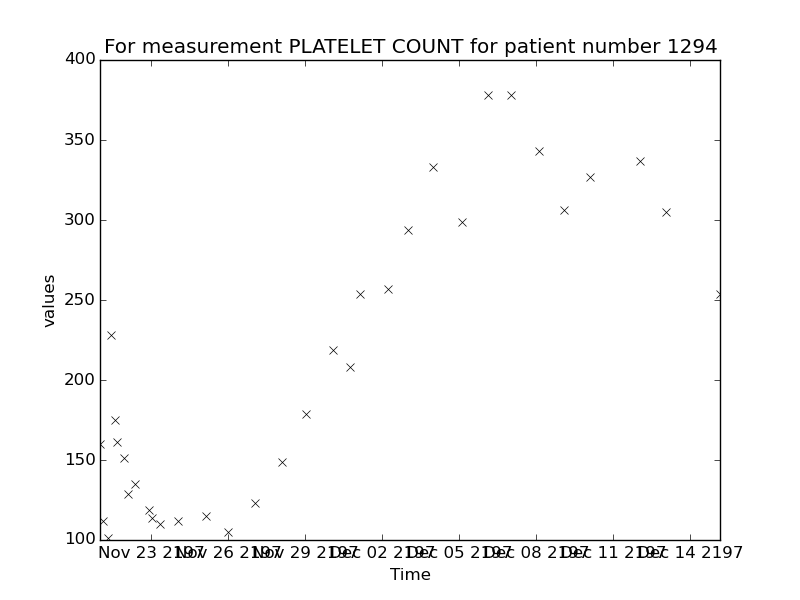 For measurement PLATELET COUNT for patient number 1294
400
350
300
250
200
150
100
values
Nov 23 2197 Nov 26 2197 Nov 29 2197 Dec 02 2197 Dec 05 2197 Dec 08 2197 Dec 11 2197 Dec 14 2197
Time